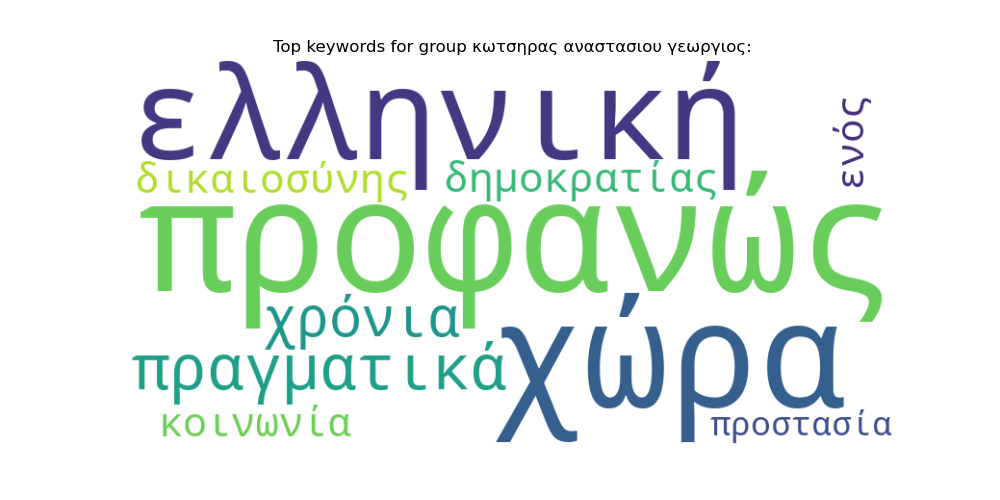 Top keywords for group κωτσηρας αναστασιου γεωργιος:
ελληνική
ενός
δικαιοσύνης δημοκρατίας
προφανώς
χρόνια
χώρα
πραγματικά
κοινωνία
προστασία